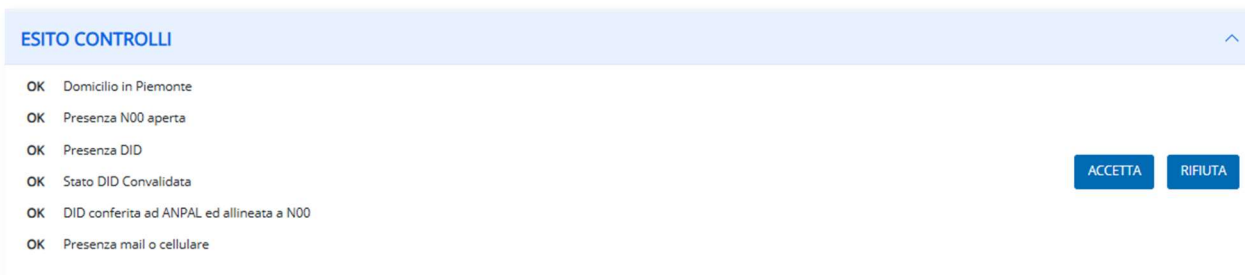 ESITO CONTROLLI
OK Domicilio in Piemonte
OK Presenza N00 aperta
OK Presenza DID
OK Stato DID Convalidata
OK DID conferita ad ANPAL ed allineata a N00
OK Presenza mail o cellulare
ACCETTA RIFIUTA